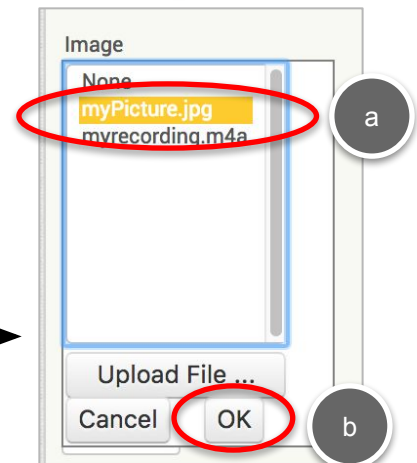 Image
None
myPicture.jpg
a
myrecording.m4a
Upload File ...
Cancel OK
b